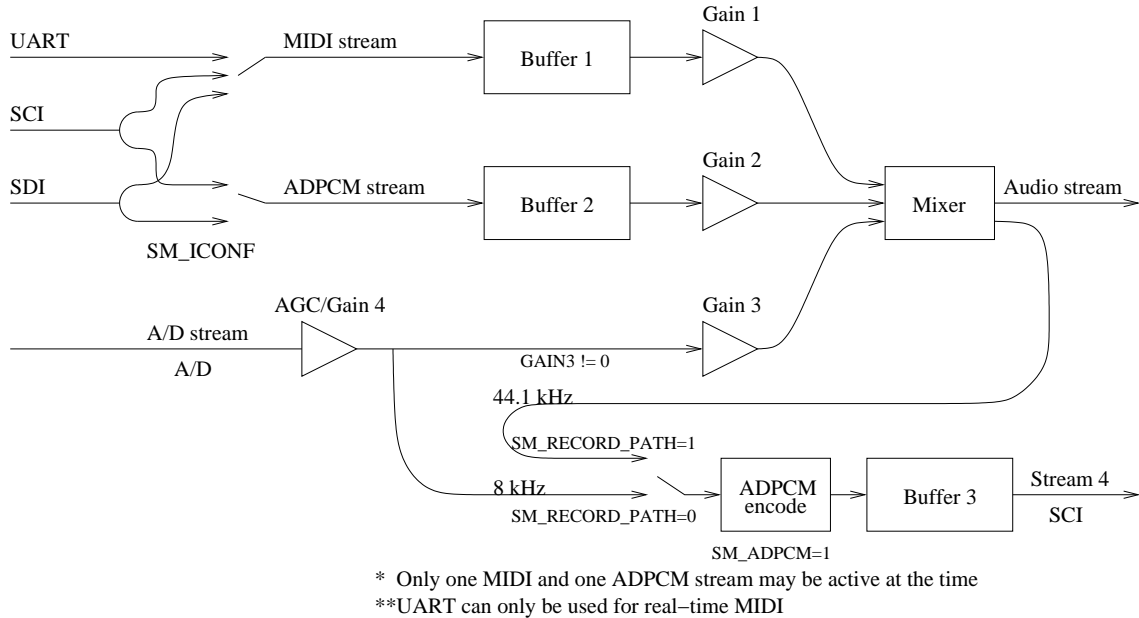 Gain 1
UART
MIDI stream
Buffer 1
SCI
Gain 2
SDI
ADPCM stream
Buffer 2
Mixer
Audio stream
SM_ICONF
AGC/Gain 4
Gain 3
A/D stream
A/D
GAIN3 != 0
44.1 kHz
SM_RECORD_PATH=1
8 kHz
ADPCM
encode
Buffer 3
Stream 4
SCI
SM_RECORD_PATH=0
SM_ADPCM=1
* Only one MIDI and one ADPCM stream may be active at the time
**UART can only be used for real−time MIDI